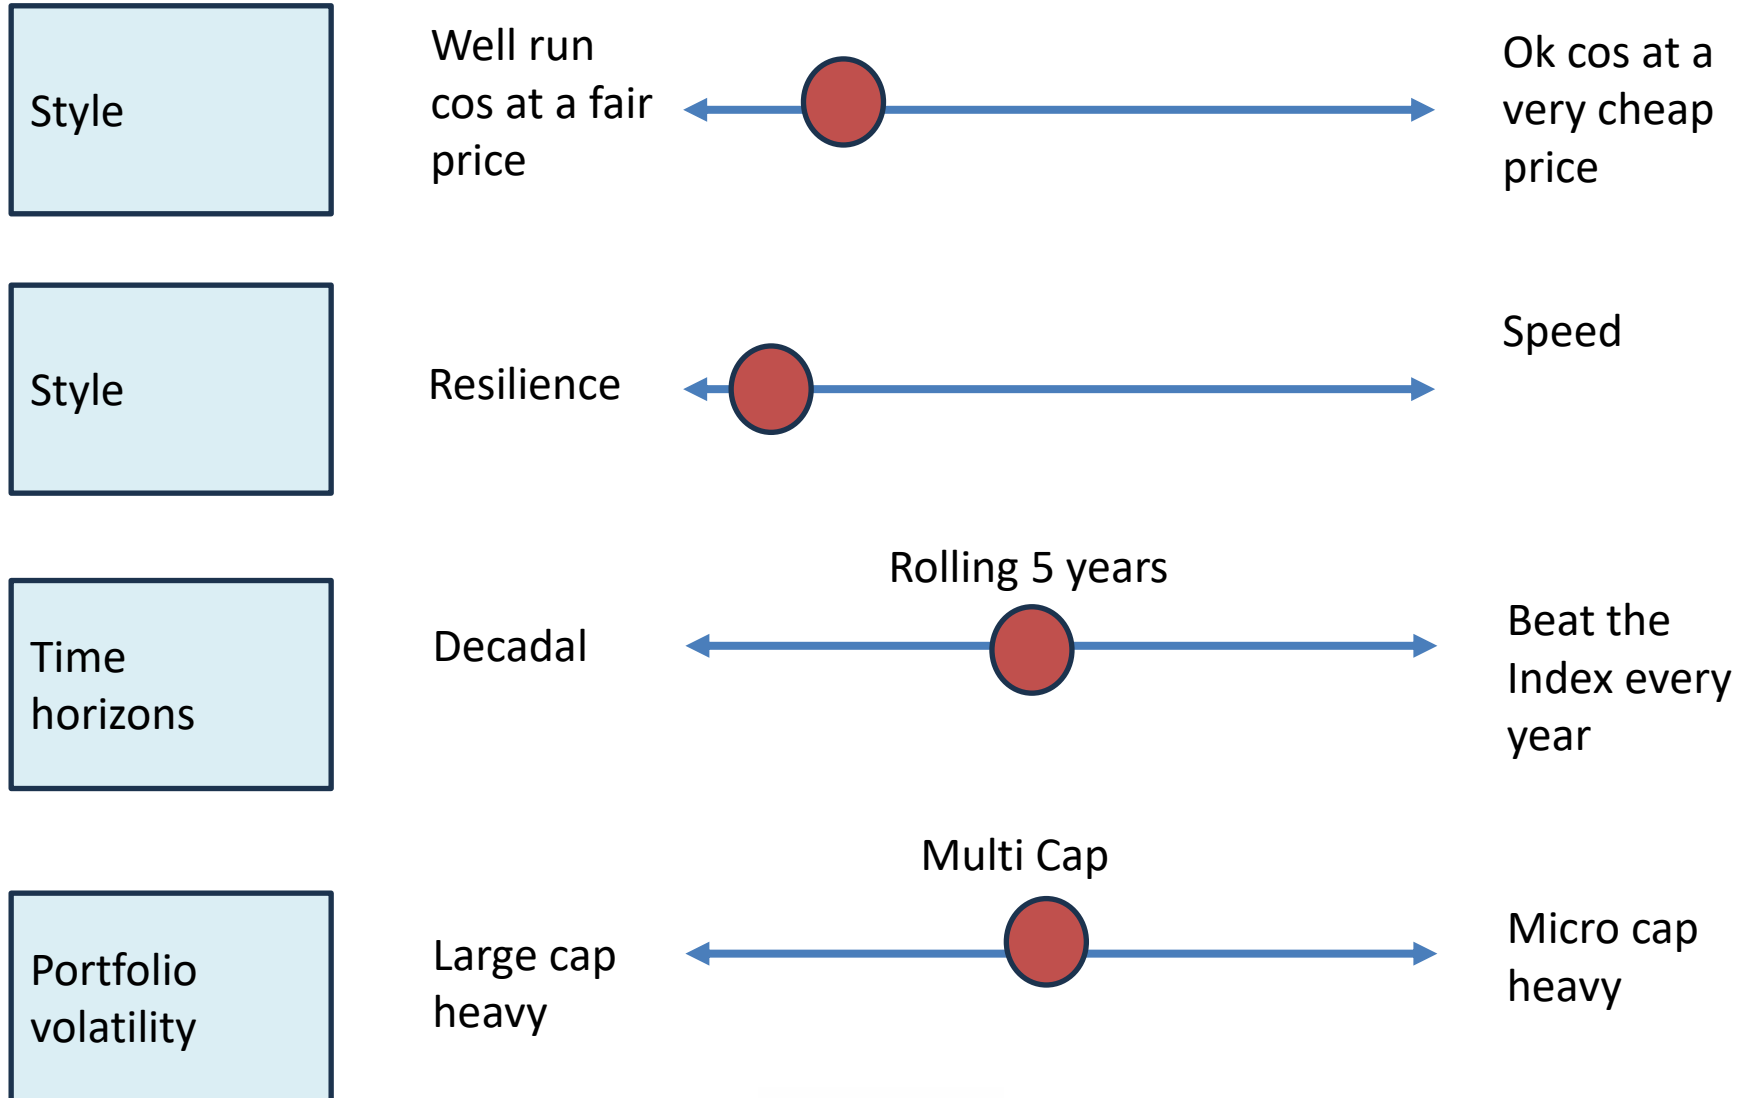 Style
Well run
cos at a fair
price
Ok cos at a
very cheap
price
Style
Resilience
Speed
Time
horizons
Decadal
Rolling 5 years
Beat the
Index every
year
Portfolio
volatility
Large cap
heavy
Multi Cap
Micro cap
heavy